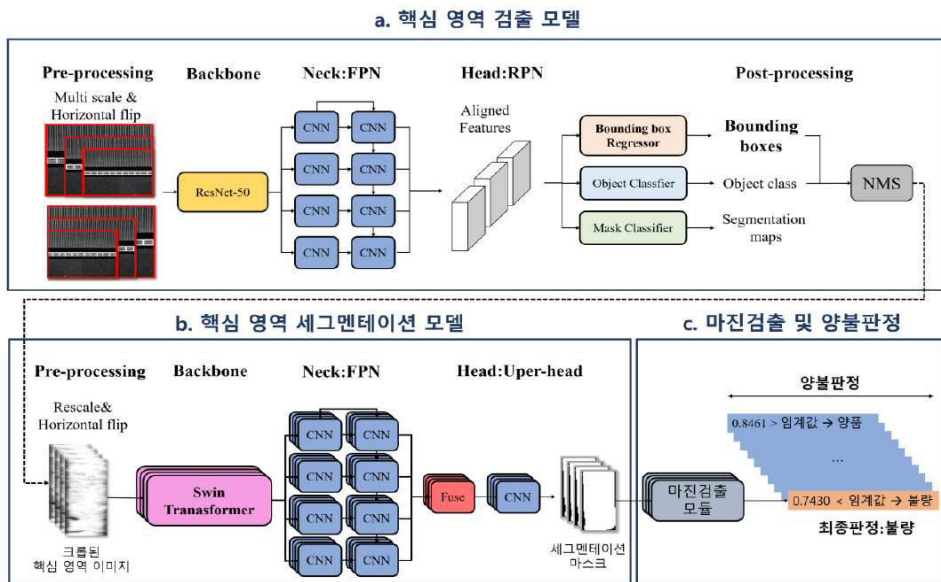 a. 핵심 영역 검출 모델
Pre-processing
Backbone
Neck:FPN
Head:RPN
Post-processing
Multi scale &
Horizontal flip
ResNet-50
CNN
CNN
CNN
CNN
CNN
CNN
CNN
CNN
Aligned
Features
Bounding box
Regressor
Object Classfier
Mask Classifier
Bounding
boxes
Object class
Segmentation
maps
NMS
b. 핵심 영역 세그멘테이션 모델
Pre-processing
Backbone
Neck:FPN
Head:Uper-head
Rescale&
Horizontal flip
크롭된
핵심 영역 이미지
Swin
Tranasformer
CNN
CNN
CNN
CNN
CNN
CNN
CNN
CNN
Fuse
CNN
세그멘테이션
마스크
c. 마진검출 및 양불판정
양불판정
마진검출
모듈
0.8461 > 임계값 → 양품
...
0.7430 < 임계값 → 불량
최종판정:불량